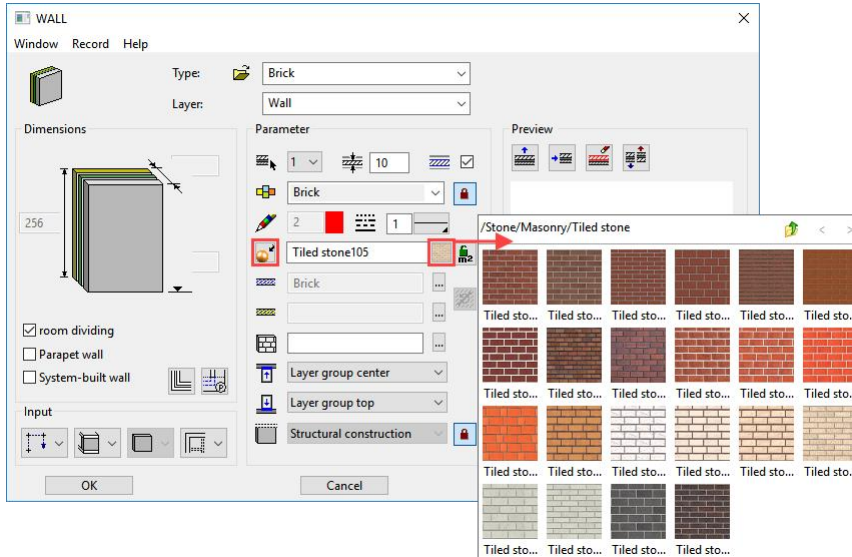 WALL
Window Record Help
Type: Brick
Layer: Wall
Dimensions
256
room dividing
Parapet wall
System-built wall
Input
OK
Parameter
1 10
Brick
2 1
Tiled stone105
m2
Brick
...
...
...
Layer group center
Layer group top
Structural construction
Cancel
Preview
/Stone/Masonry/Tiled stone
Tiled sto... Tiled sto... Tiled sto... Tiled sto... Tiled sto... Tiled sto.
Tiled sto... Tiled sto... Tiled sto... Tiled sto... Tiled sto... Tiled sto.
Tiled sto... Tiled sto... Tiled sto... Tiled sto... Tiled sto... Tiled sto.
Tiled sto... Tiled sto... Tiled sto... Tiled sto...